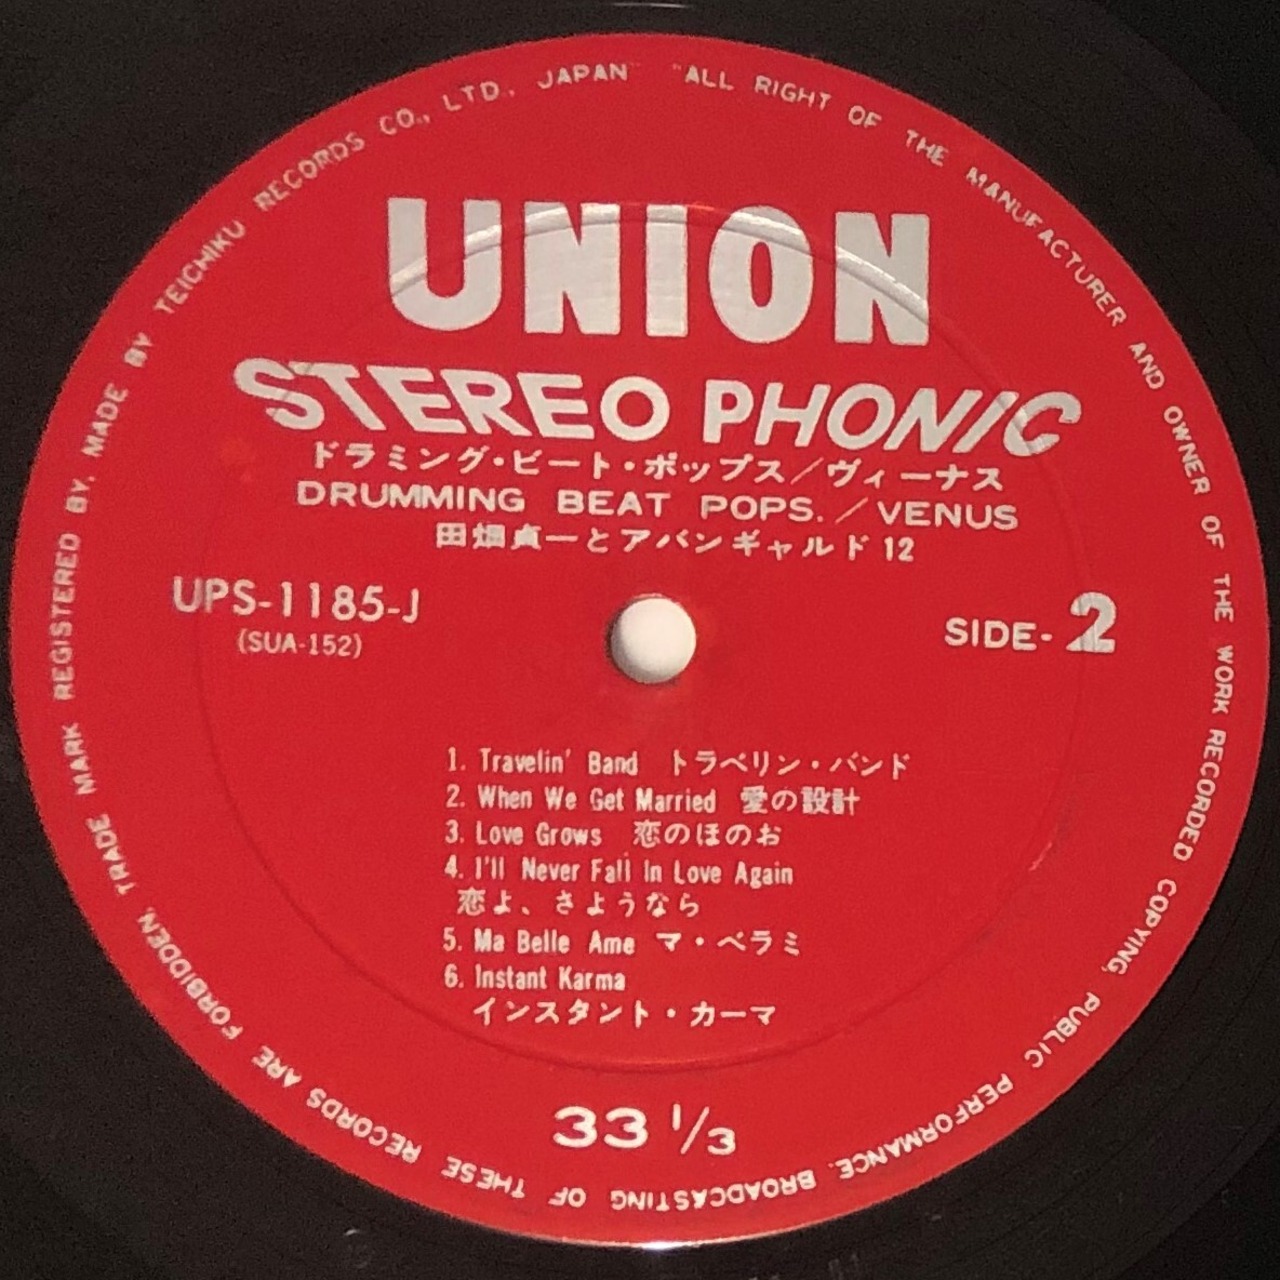 "ALL RIGHT OF THE MANUFACTURER AND OWNER OF THE WORK RECORDED COPYING, PUBLIC PERFORMANCE. BROADCASTING OF THESE RECORDS ARE FORBIDDEN, TRADE MARK REGISTERED BY. MADE BY TEICHIKU RECORDS CO., LTD. JAPAN"
UNION
STEREO PHONIC
ドラミング・ビート・ポップス／ヴィーナス
DRUMMING BEAT POPS.／VENUS
田畑貞一とアバンギャルド12
UPS-1185-J
(SUA-152)
SIDE-2
1. Travelin' Band トラベリン・バンド
2. When We Get Married 愛の設計
3. Love Grows 恋のほのお
4. I'll Never Fall In Love Again
恋よ、さようなら
5. Ma Belle Ame マ・ベラミ
6. Instant Karma
インスタント・カーマ
33 1/3